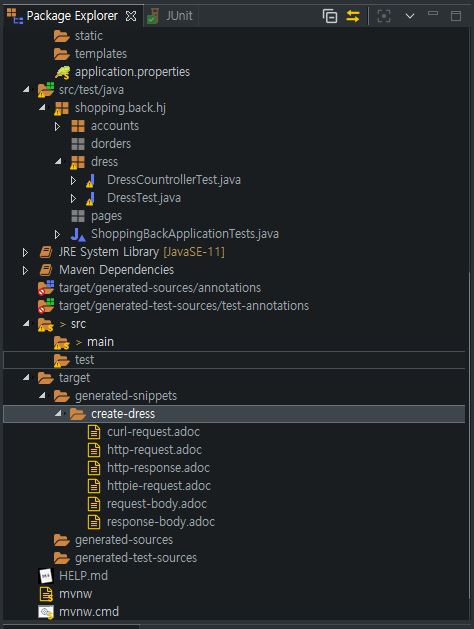 Package Explorer JUnit
static
templates
application.properties
src/test/java
shopping.back.hj
accounts
dorders
dress
DressCountrollerTest.java
DressTest.java
pages
ShoppingBackApplicationTests.java
JRE System Library [JavaSE-11]
Maven Dependencies
target/generated-sources/annotations
target/generated-test-sources/test-annotations
> src
> main
test
target
generated-snippets
create-dress
curl-request.adoc
http-request.adoc
http-response.adoc
httpie-request.adoc
request-body.adoc
response-body.adoc
generated-sources
generated-test-sources
HELP.md
mvnw
mvnw.cmd